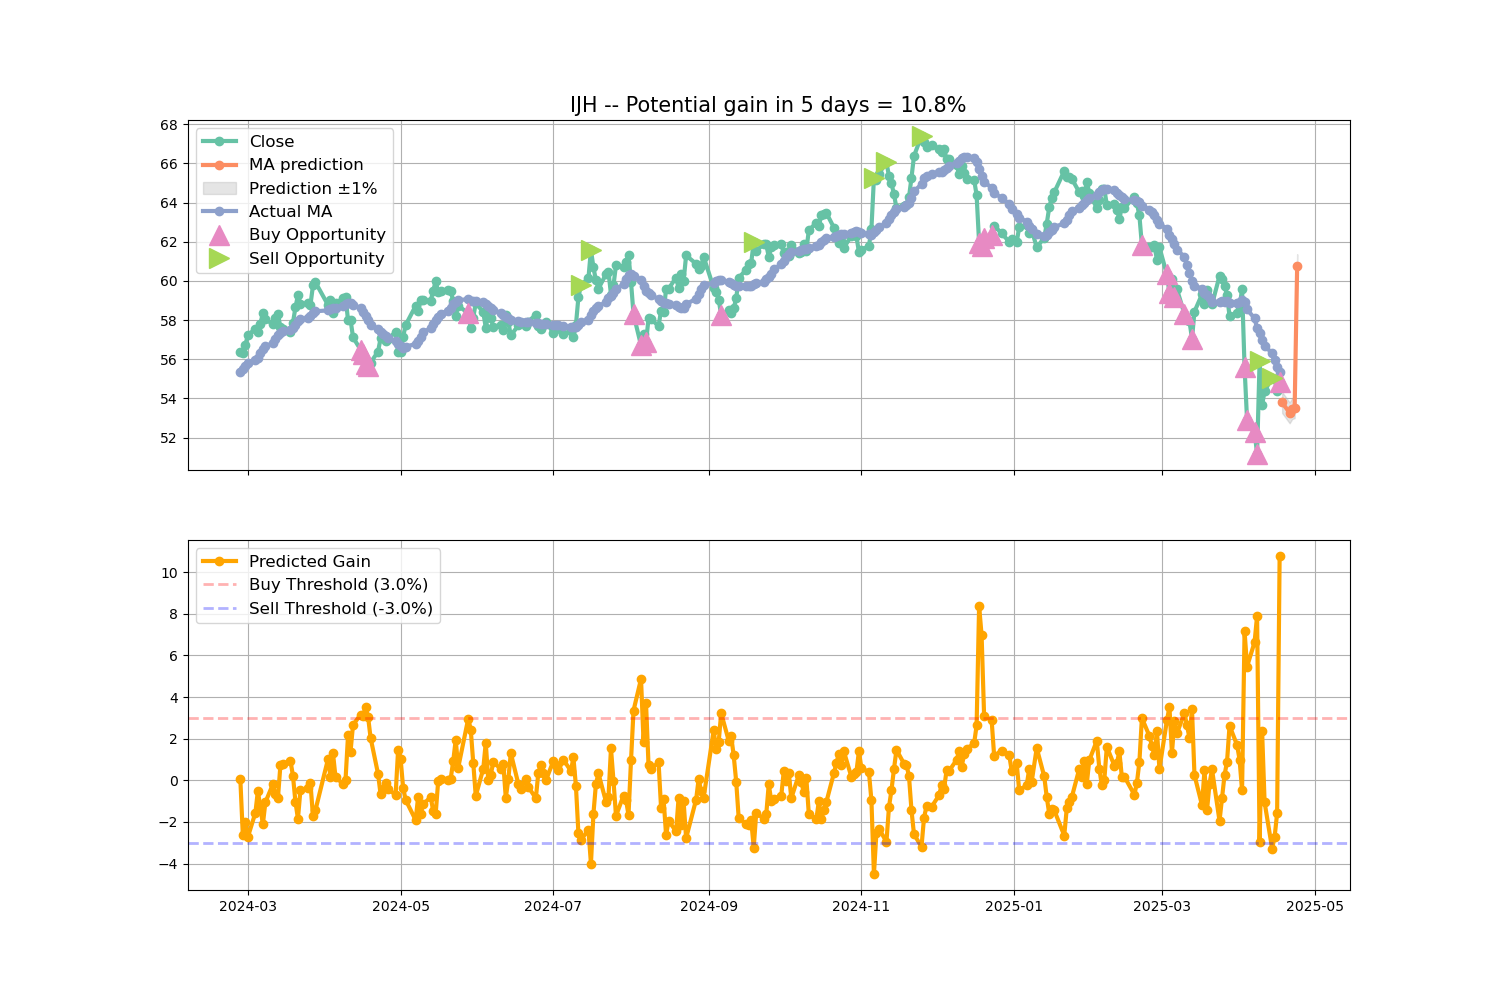 IJH -- Potential gain in 5 days = 10.8%
68
66
64
62
60
58
56
54
52
Close
MA prediction
Prediction ±1%
Actual MA
Buy Opportunity
Sell Opportunity
10
8
6
4
2
0
−2
−4
Predicted Gain
Buy Threshold (3.0%)
Sell Threshold (-3.0%)
2024-03 2024-05 2024-07 2024-09 2024-11 2025-01 2025-03 2025-05